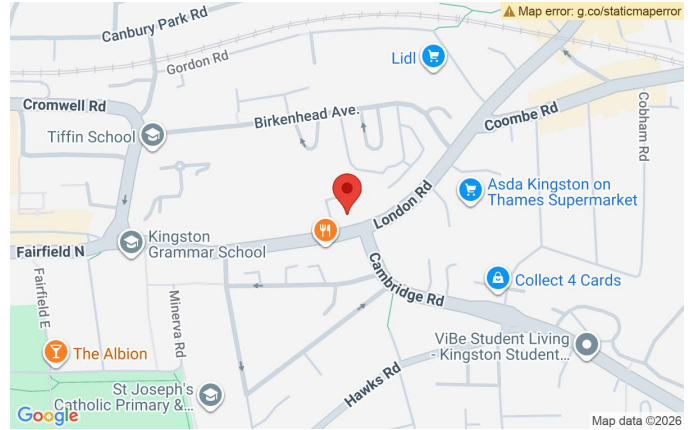 Canbury Park Rd
Map error: g.co/staticmaperror
Gordon Rd
Lidl
Cromwell Rd
Birkenhead Ave.
Tiffin School
Coombe Rd
Cobham Rd
Asda Kingston on
Thames Supermarket
London Rd
Kingston
Grammar School
Fairfield N
Cambridge Rd
Fairfield E
Minerva Rd
Collect 4 Cards
The Albion
ViBe Student Living
- Kingston Student...
Hawks Rd
St Joseph's
Catholic Primary &...
Google
Map data ©2026